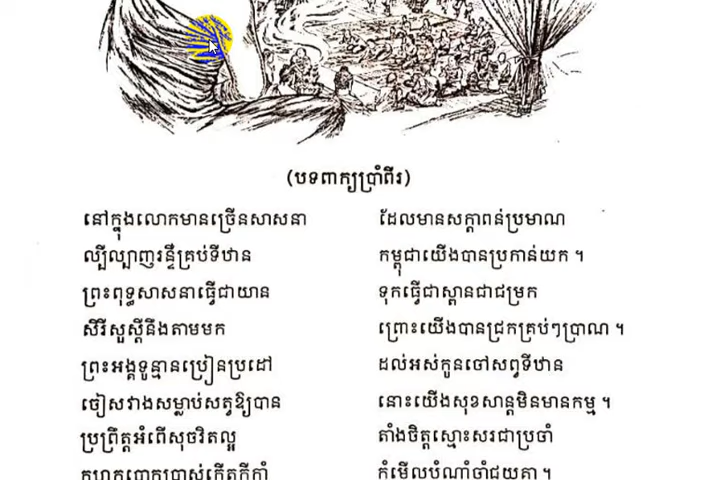 (បទពាក្យប្រាំពីរ)
នៅក្នុងលោកមានច្រើនសាសនា ដែលមានសក្តាពន់ប្រមាណ
ល្បីល្បាញរន្ទឺគ្រប់ទីឋាន កម្ពុជាយើងបានប្រកាន់យក ។
ព្រះពុទ្ធសាសនាធ្វើជាយាន ទុកធ្វើជាស្ពានជាជម្រក
សិរីសួស្តីនឹងតាមមក ព្រោះយើងបានជ្រកគ្រប់ៗប្រាណ ។
ព្រះអង្គទូន្មានប្រៀនប្រដៅ ដល់អស់កូនចៅសព្វទីឋាន
ចៀសវាងសម្លាប់សត្វឱ្យបាន នោះយើងសុខសាន្តមិនមានកម្ម ។
ប្រព្រឹត្តអំពើសុចរិតល្អ តាំងចិត្តស្មោះសរជាប្រចាំ